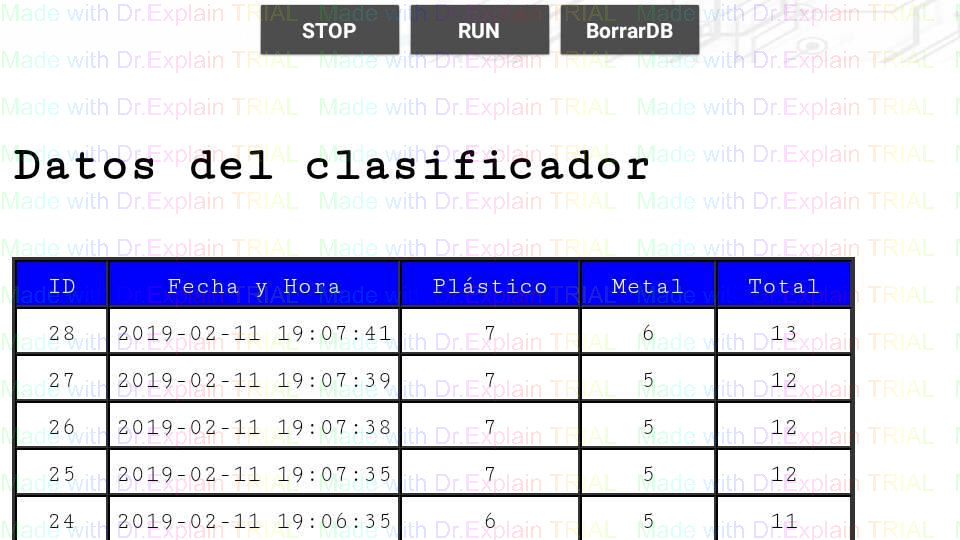 STOP RUN BorrarDB
Datos del clasificador
ID Fecha y Hora Plástico Metal Total
28 2019-02-11 19:07:41 7 6 13
27 2019-02-11 19:07:39 7 5 12
26 2019-02-11 19:07:38 7 5 12
25 2019-02-11 19:07:35 7 5 12
24 2019-02-11 19:06:35 6 5 11
Made with Dr.Explain TRIAL